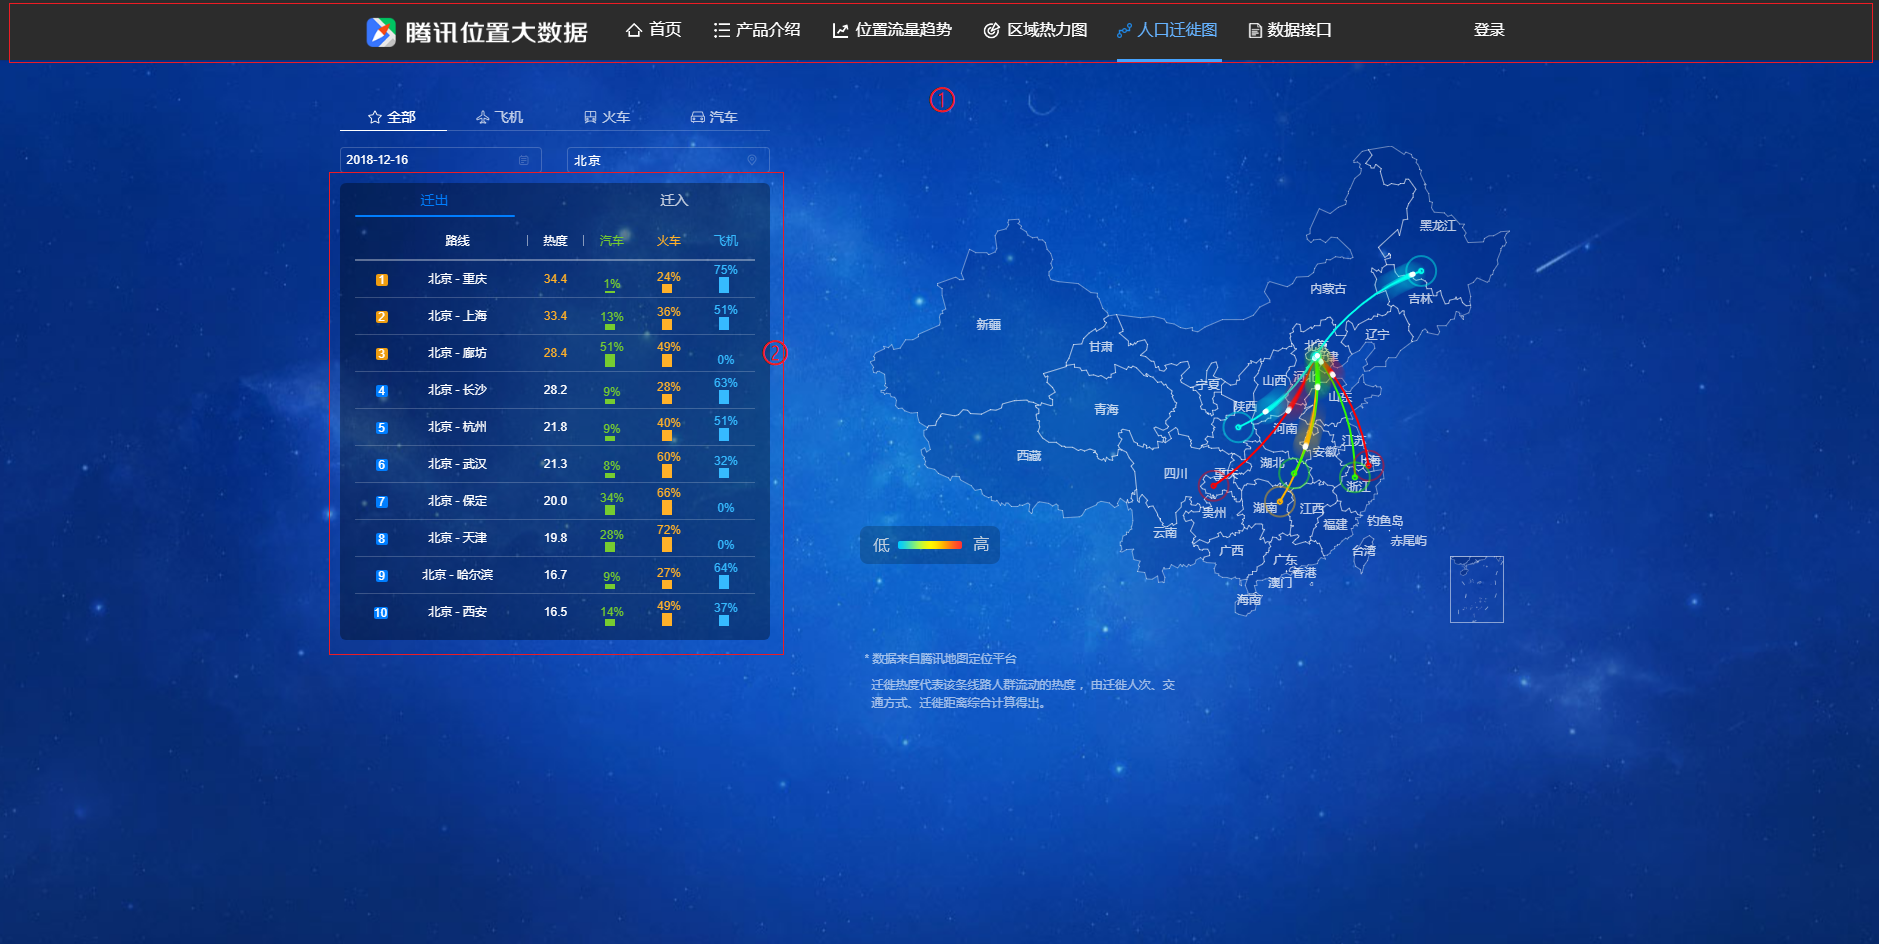 腾讯位置大数据 首页 产品介绍 位置流量趋势 区域热力图 人口迁徙图 数据接口 登录
①
全部 飞机 火车 汽车
2018-12-16 北京
迁出 迁入
路线 热度 汽车 火车 飞机
1 北京 - 重庆 34.4 1% 24% 75%
2 北京 - 上海 33.4 13% 36% 51%
3 北京 - 廊坊 28.4 51% 49% 0%
②
4 北京 - 长沙 28.2 9% 28% 63%
5 北京 - 杭州 21.8 9% 40% 51%
6 北京 - 武汉 21.3 8% 60% 32%
7 北京 - 保定 20.0 34% 66% 0%
8 北京 - 天津 19.8 28% 72% 0%
9 北京 - 哈尔滨 16.7 9% 27% 64%
10 北京 - 西安 16.5 14% 49% 37%
黑龙江
内蒙古
吉林
新疆
辽宁
北京
甘肃
河北
山西
宁夏
山东
陕西
青海
河南
江苏
安徽
西藏
上海
湖北
四川
重庆
浙江
湖南
江西
贵州
福建
钓鱼岛
云南
赤尾屿
台湾
广西
广东
香港
澳门
海南
低 高
* 数据来自腾讯地图定位平台
迁徙热度代表该条线路人群流动的热度，由迁徙人次、交
通方式、迁徙距离综合计算得出。